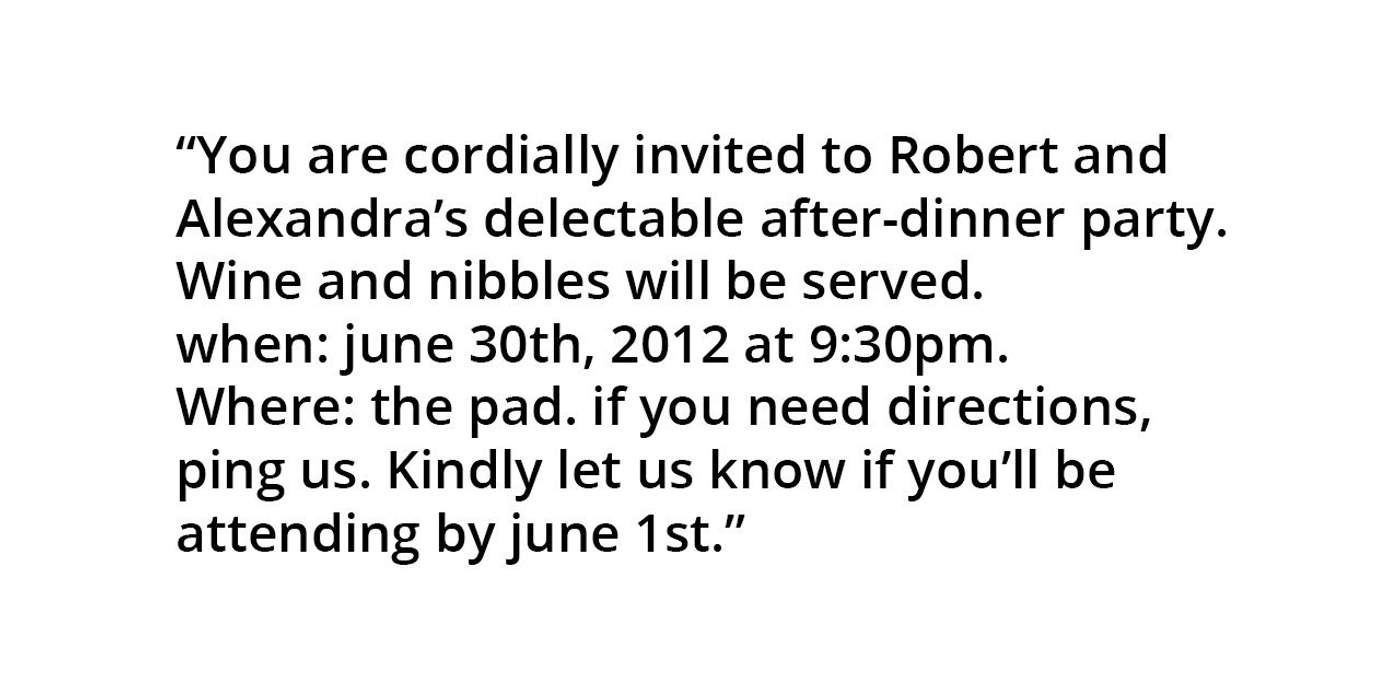 “You are cordially invited to Robert and
Alexandra’s delectable after-dinner party.
Wine and nibbles will be served.
when: june 30th, 2012 at 9:30pm.
Where: the pad. if you need directions,
ping us. Kindly let us know if you’ll be
attending by june 1st.”